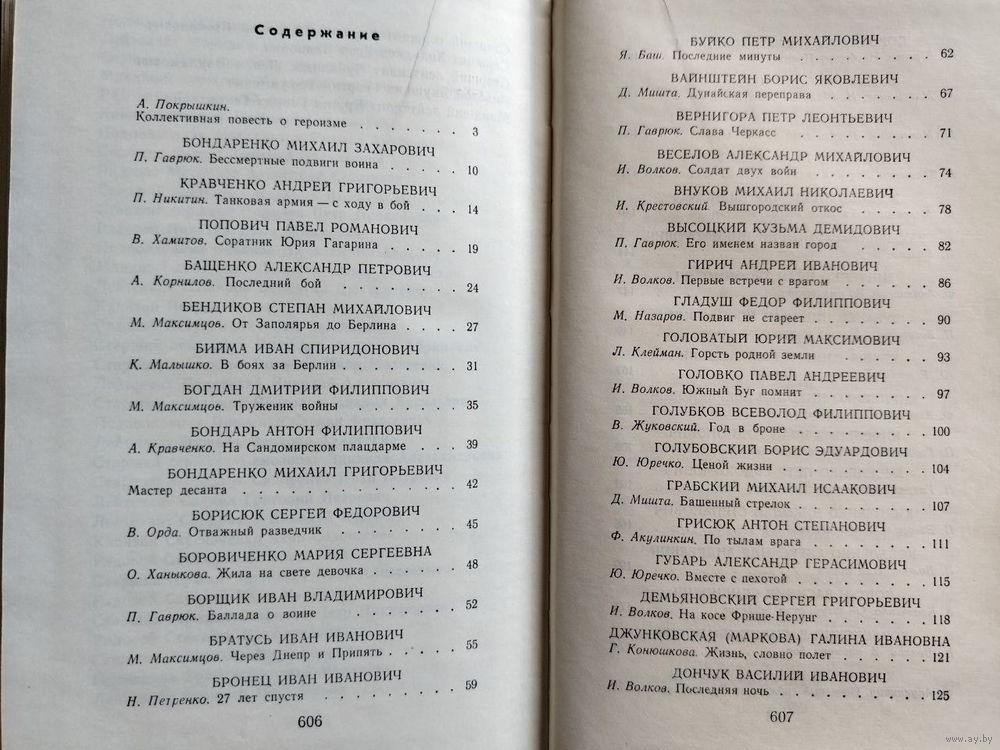 Содержание
А. Покрышкин.
Коллективная повесть о героизме . . . . . . . 3
БОНДАРЕНКО МИХАИЛ ЗАХАРОВИЧ
П. Гаврюк. Бессмертные подвиги воина . . . . . 10
КРАВЧЕНКО АНДРЕЙ ГРИГОРЬЕВИЧ
П. Никитин. Танковая армия — с ходу в бой . . . 14
ПОПОВИЧ ПАВЕЛ РОМАНОВИЧ
В. Хамитов. Соратник Юрия Гагарина . . . . . 19
БАЩЕНКО АЛЕКСАНДР ПЕТРОВИЧ
А. Корнилов. Последний бой . . . . . . . . 24
БЕНДИКОВ СТЕПАН МИХАЙЛОВИЧ
М. Максимцов. От Заполярья до Берлина . . . . 27
БИЙМА ИВАН СПИРИДОНОВИЧ
К. Малышко. В боях за Берлин . . . . . . . 31
БОГДАН ДМИТРИЙ ФИЛИППОВИЧ
М. Максимцов. Труженик войны . . . . . . . 35
БОНДАРЬ АНТОН ФИЛИППОВИЧ
А. Кравченко. На Сандомирском плацдарме . . . 39
БОНДАРЕНКО МИХАИЛ ГРИГОРЬЕВИЧ
Мастер десанта . . . . . . . . . . . . 42
БОРИСЮК СЕРГЕЙ ФЕДОРОВИЧ
В. Орда. Отважный разведчик . . . . . . . 45
БОРОВИЧЕНКО МАРИЯ СЕРГЕЕВНА
О. Ханыкова. Жила на свете девочка . . . . . 48
БОРЩИК ИВАН ВЛАДИМИРОВИЧ
П. Гаврюк. Баллада о воине . . . . . . . . 52
БРАТУСЬ ИВАН ИВАНОВИЧ
М. Максимцов. Через Днепр и Припять . . . . . 55
БРОНЕЦ ИВАН ИВАНОВИЧ
Н. Петренко. 27 лет спустя . . . . . . . . 59
606
БУЙКО ПЕТР МИХАЙЛОВИЧ
Я. Баш. Последние минуты . . . . . . . . 62
ВАЙНШТЕЙН БОРИС ЯКОВЛЕВИЧ
Д. Мишта. Дунайская переправа . . . . . . . 67
ВЕРНИГОРА ПЕТР ЛЕОНТЬЕВИЧ
П. Гаврюк. Слава Черкасс . . . . . . . . 71
ВЕСЕЛОВ АЛЕКСАНДР МИХАЙЛОВИЧ
И. Волков. Солдат двух войн . . . . . . . 74
ВНУКОВ МИХАИЛ НИКОЛАЕВИЧ
И. Крестовский. Вышгородский откос . . . . . 78
ВЫСОЦКИЙ КУЗЬМА ДЕМИДОВИЧ
П. Гаврюк. Его именем назван город . . . . . 82
ГИРИЧ АНДРЕЙ ИВАНОВИЧ
И. Волков. Первые встречи с врагом . . . . . 86
ГЛАДУШ ФЕДОР ФИЛИППОВИЧ
М. Назаров. Подвиг не стареет . . . . . . . 90
ГОЛОВАТЫЙ ЮРИЙ МАКСИМОВИЧ
Л. Клейман. Горсть родной земли . . . . . . 93
ГОЛОВКО ПАВЕЛ АНДРЕЕВИЧ
И. Волков. Южный Буг помнит . . . . . . . 97
ГОЛУБКОВ ВСЕВОЛОД ФИЛИППОВИЧ
В. Жуковский. Год в броне . . . . . . . . 100
ГОЛУБОВСКИЙ БОРИС ЭДУАРДОВИЧ
Ю. Юречко. Ценой жизни . . . . . . . . . 104
ГРАБСКИЙ МИХАИЛ ИСААКОВИЧ
Д. Мишта. Башенный стрелок . . . . . . . . 107
ГРИСЮК АНТОН СТЕПАНОВИЧ
Ф. Акулинкин. По тылам врага . . . . . . . 111
ГУБАРЬ АЛЕКСАНДР ГЕРАСИМОВИЧ
Ю. Юречко. Вместе с пехотой . . . . . . . . 115
ДЕМЬЯНОВСКИЙ СЕРГЕЙ ГРИГОРЬЕВИЧ
И. Волков. На косе Фрише-Нерунг . . . . . . 118
ДЖУНКОВСКАЯ (МАРКОВА) ГАЛИНА ИВАНОВНА
Г. Конюшкова. Жизнь, словно полет . . . . . . 121
ДОНЧУК ВАСИЛИЙ ИВАНОВИЧ
И. Волков. Последняя ночь . . . . . . . . 125
607
www.ay.by